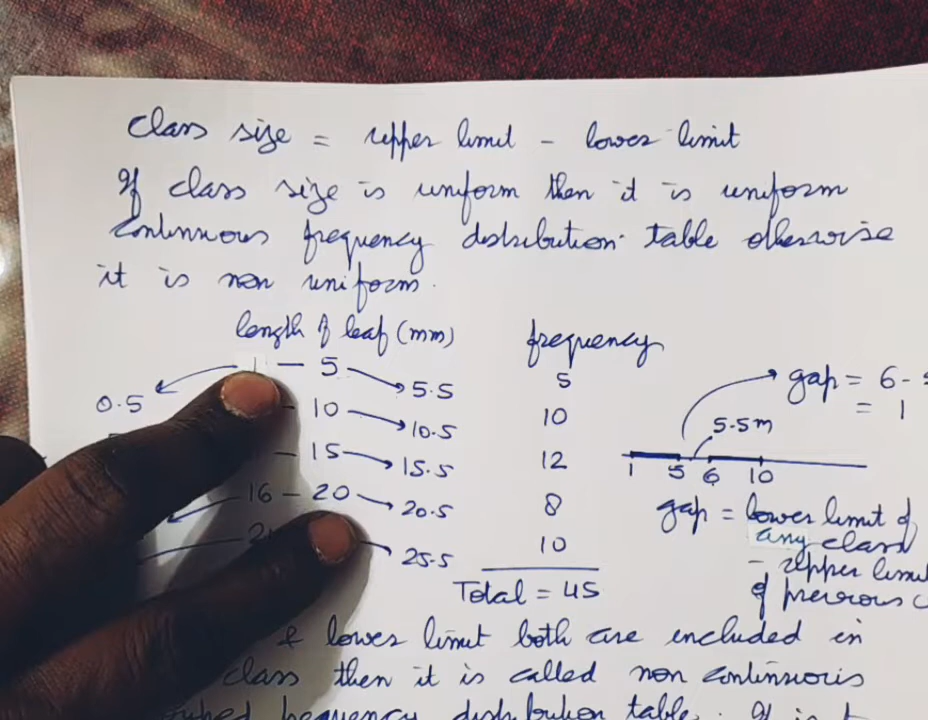 class size = upper limit - lower limit
If class size is uniform then it is uniform
continuous frequency distribution table otherwise
it is non uniform.
length of leaf (mm) frequency
1 - 5 5
0.5 5.5
- 10 10
10.5
- 15 12
15.5
16 - 20 8
20.5
10
25.5
Total = 45
gap = 6 -
= 1
5.5m
1 5 6 10
gap = lower limit of
any class
- upper limit
of previous
& lower limit both are included in
class then it is called non continuous
frequency distribution table. It is